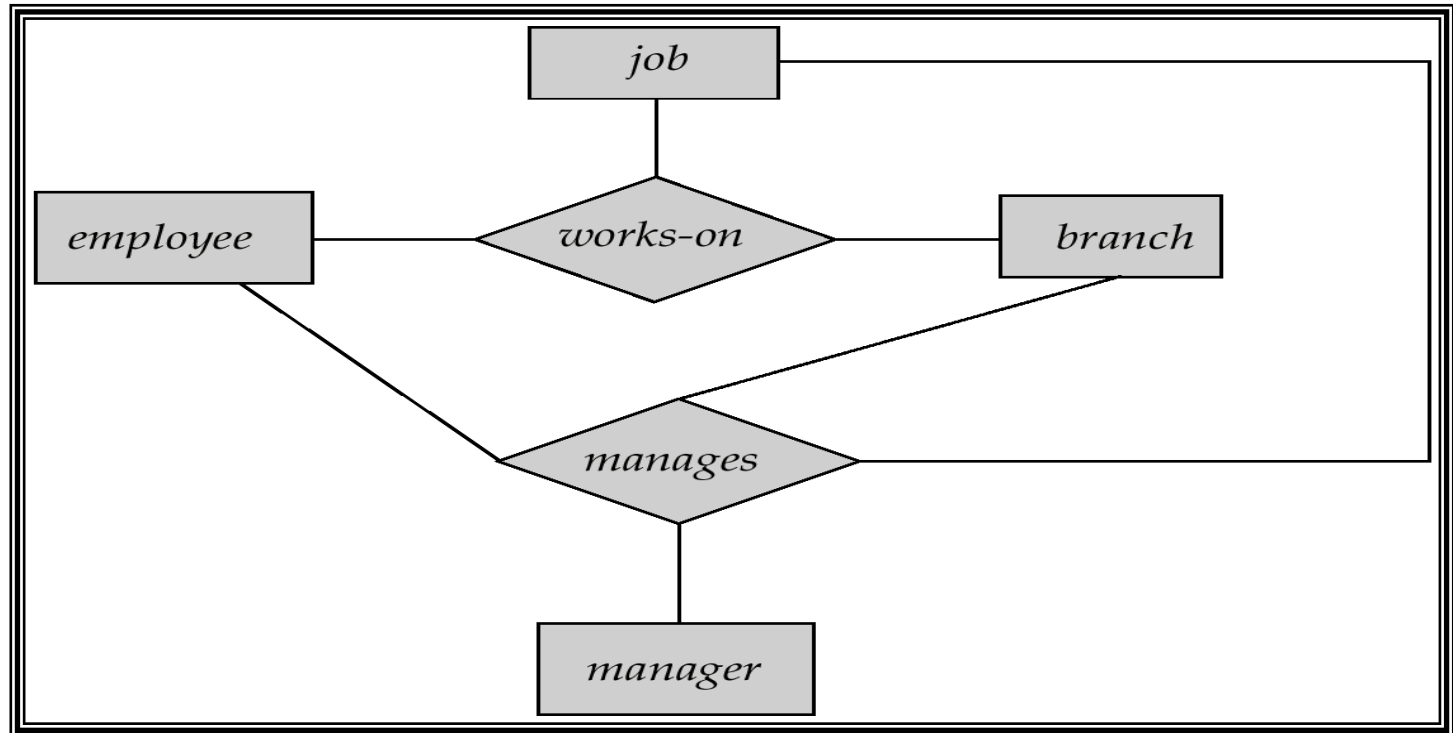 job
employee
works-on
branch
manages
manager